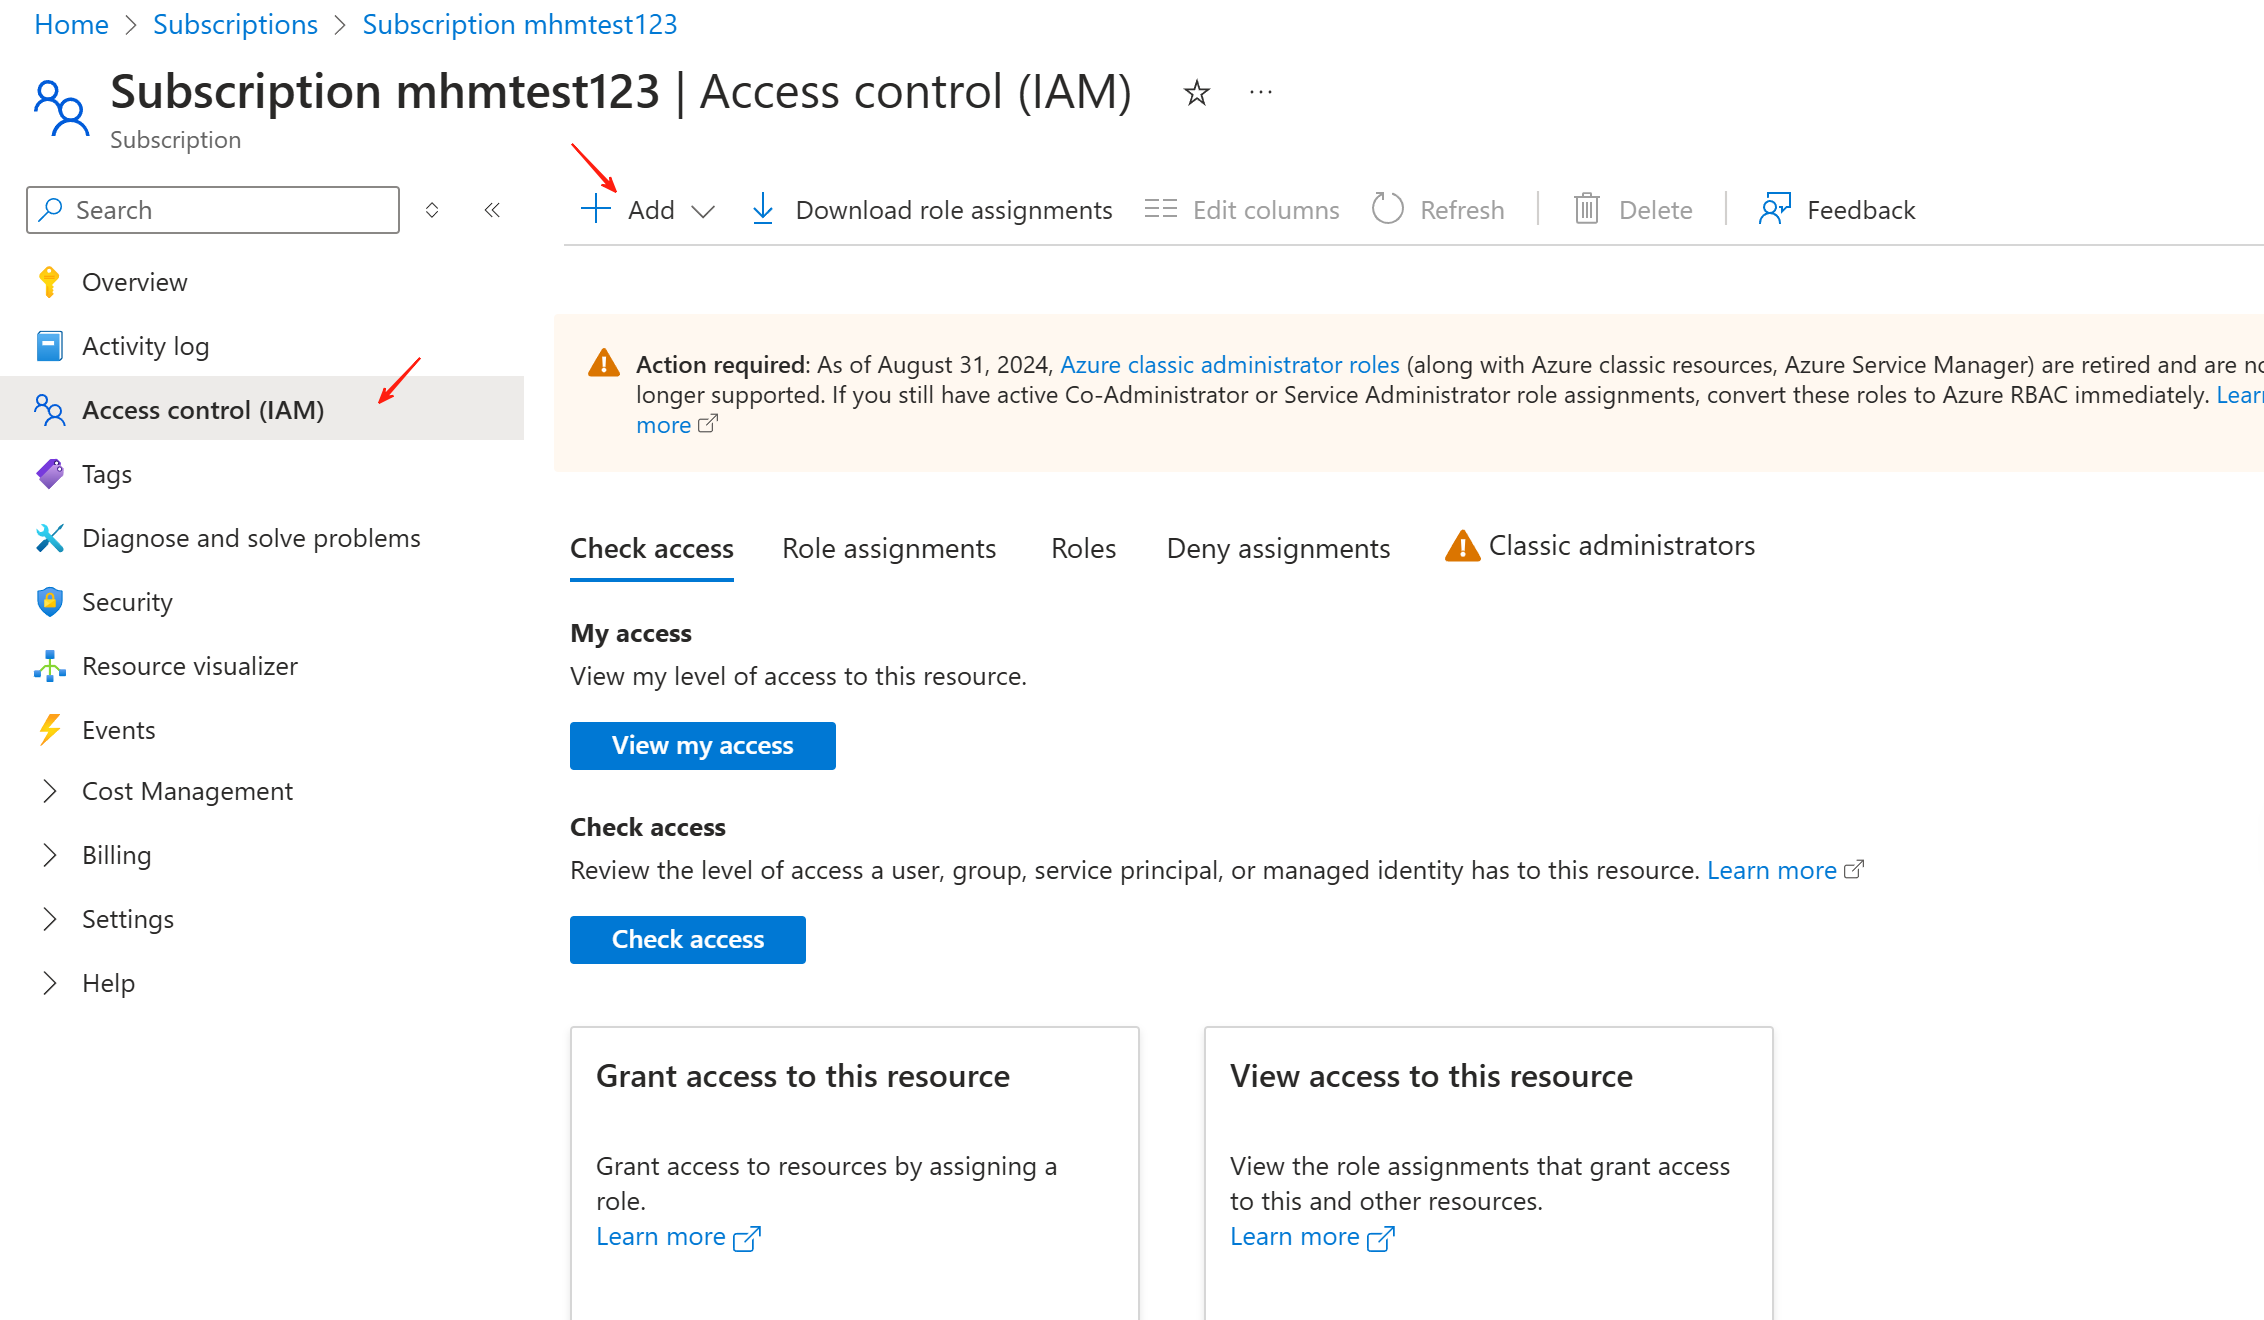 Home > Subscriptions > Subscription mhmtest123
Subscription mhmtest123 | Access control (IAM) ☆ ...
Subscription
Search
Add
Download role assignments
Edit columns
Refresh
Delete
Feedback
Overview
Activity log
Access control (IAM)
Tags
Diagnose and solve problems
Security
Resource visualizer
Events
Cost Management
Billing
Settings
Help
Action required: As of August 31, 2024, Azure classic administrator roles (along with Azure classic resources, Azure Service Manager) are retired and are no
longer supported. If you still have active Co-Administrator or Service Administrator role assignments, convert these roles to Azure RBAC immediately. Lear
more
Check access
Role assignments
Roles
Deny assignments
Classic administrators
My access
View my level of access to this resource.
View my access
Check access
Review the level of access a user, group, service principal, or managed identity has to this resource. Learn more
Check access
Grant access to this resource
Grant access to resources by assigning a
role.
Learn more
View access to this resource
View the role assignments that grant access
to this and other resources.
Learn more